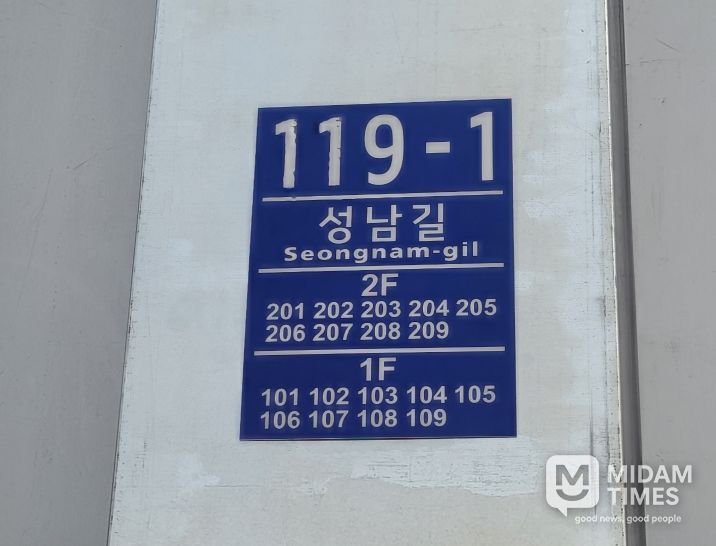 119-1
성남길
Seongnam-gil
2F
201 202 203 204 205
206 207 208 209
1F
101 102 103 104 105
106 107 108 109
MIDAM
TIMES
good news, good people